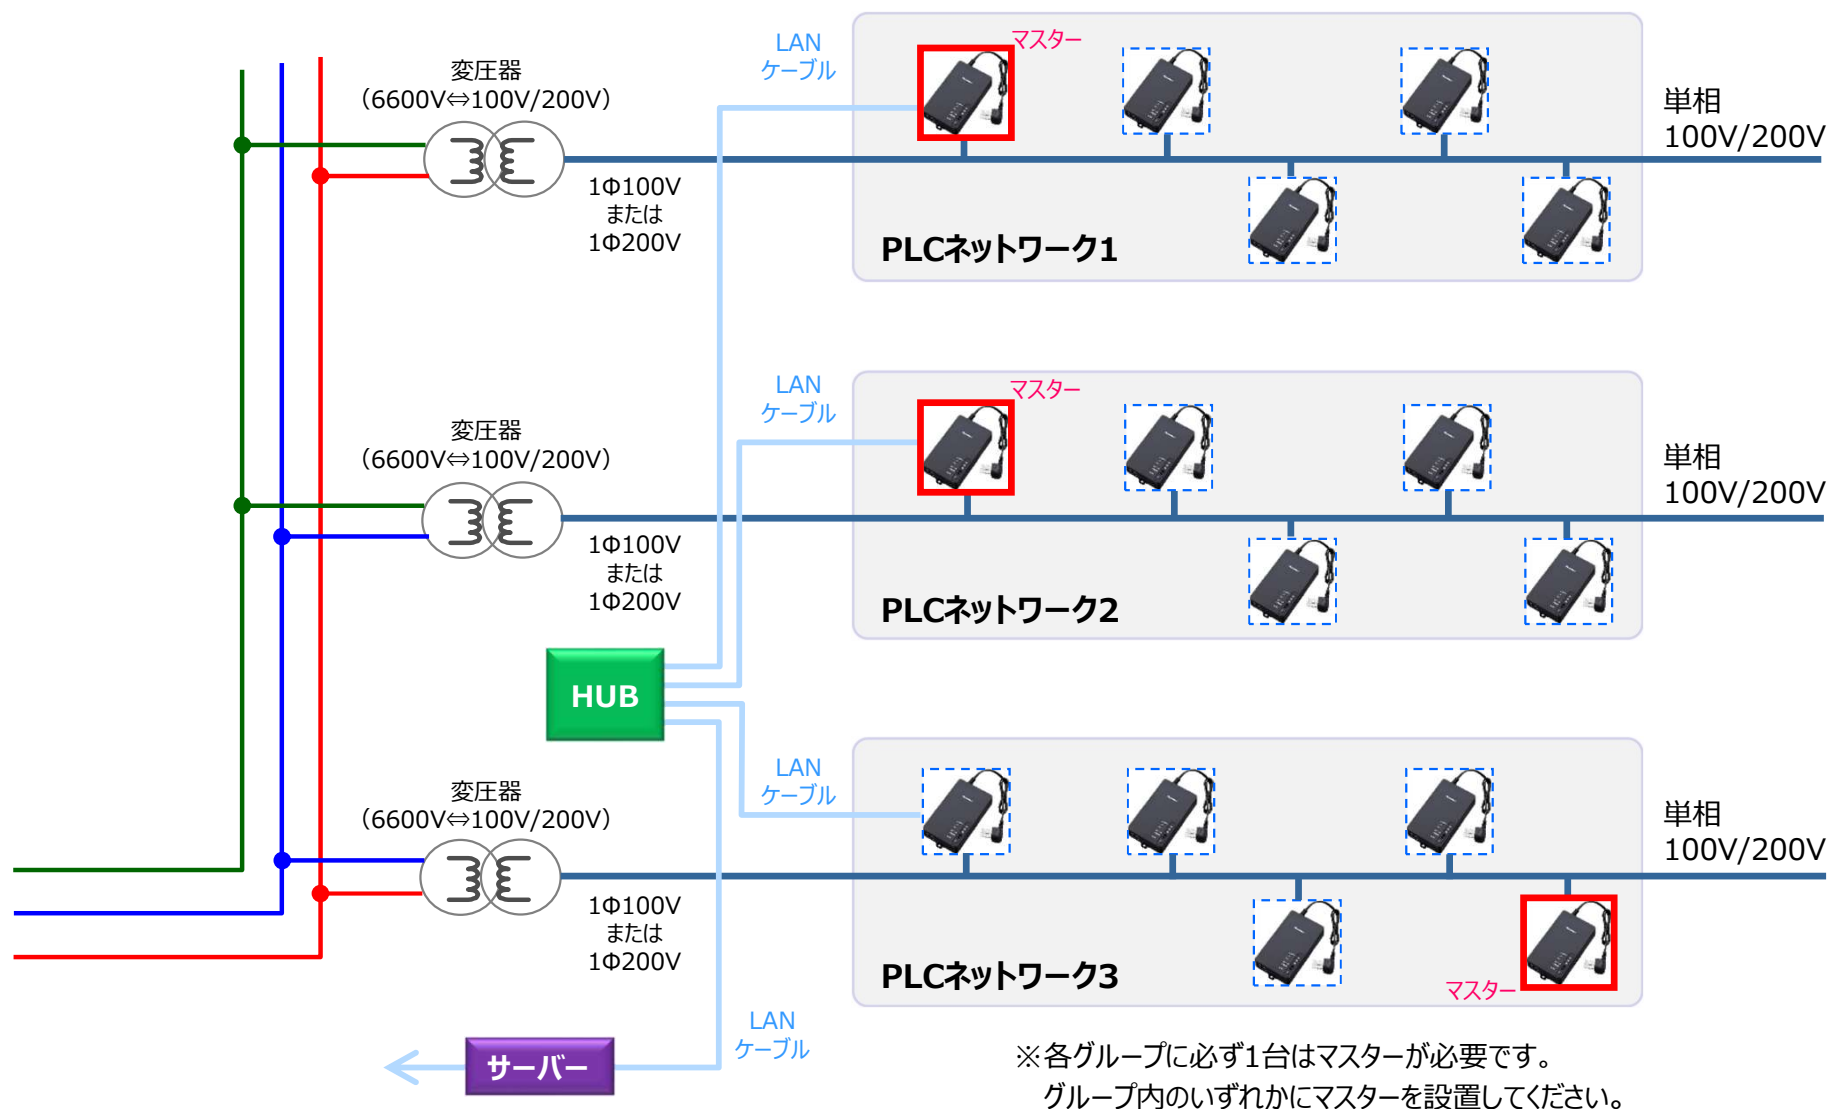 LAN
ケーブル
マスター
変圧器
（6600V⇔100V/200V）
単相
100V/200V
1Φ100V
または
1Φ200V
PLCネットワーク1
LAN
ケーブル
マスター
変圧器
（6600V⇔100V/200V）
単相
100V/200V
1Φ100V
または
1Φ200V
PLCネットワーク2
HUB
LAN
ケーブル
変圧器
（6600V⇔100V/200V）
単相
100V/200V
1Φ100V
または
1Φ200V
PLCネットワーク3
マスター
LAN
ケーブル
サーバー
※各グループに必ず1台はマスターが必要です。
グループ内のいずれかにマスターを設置してください。